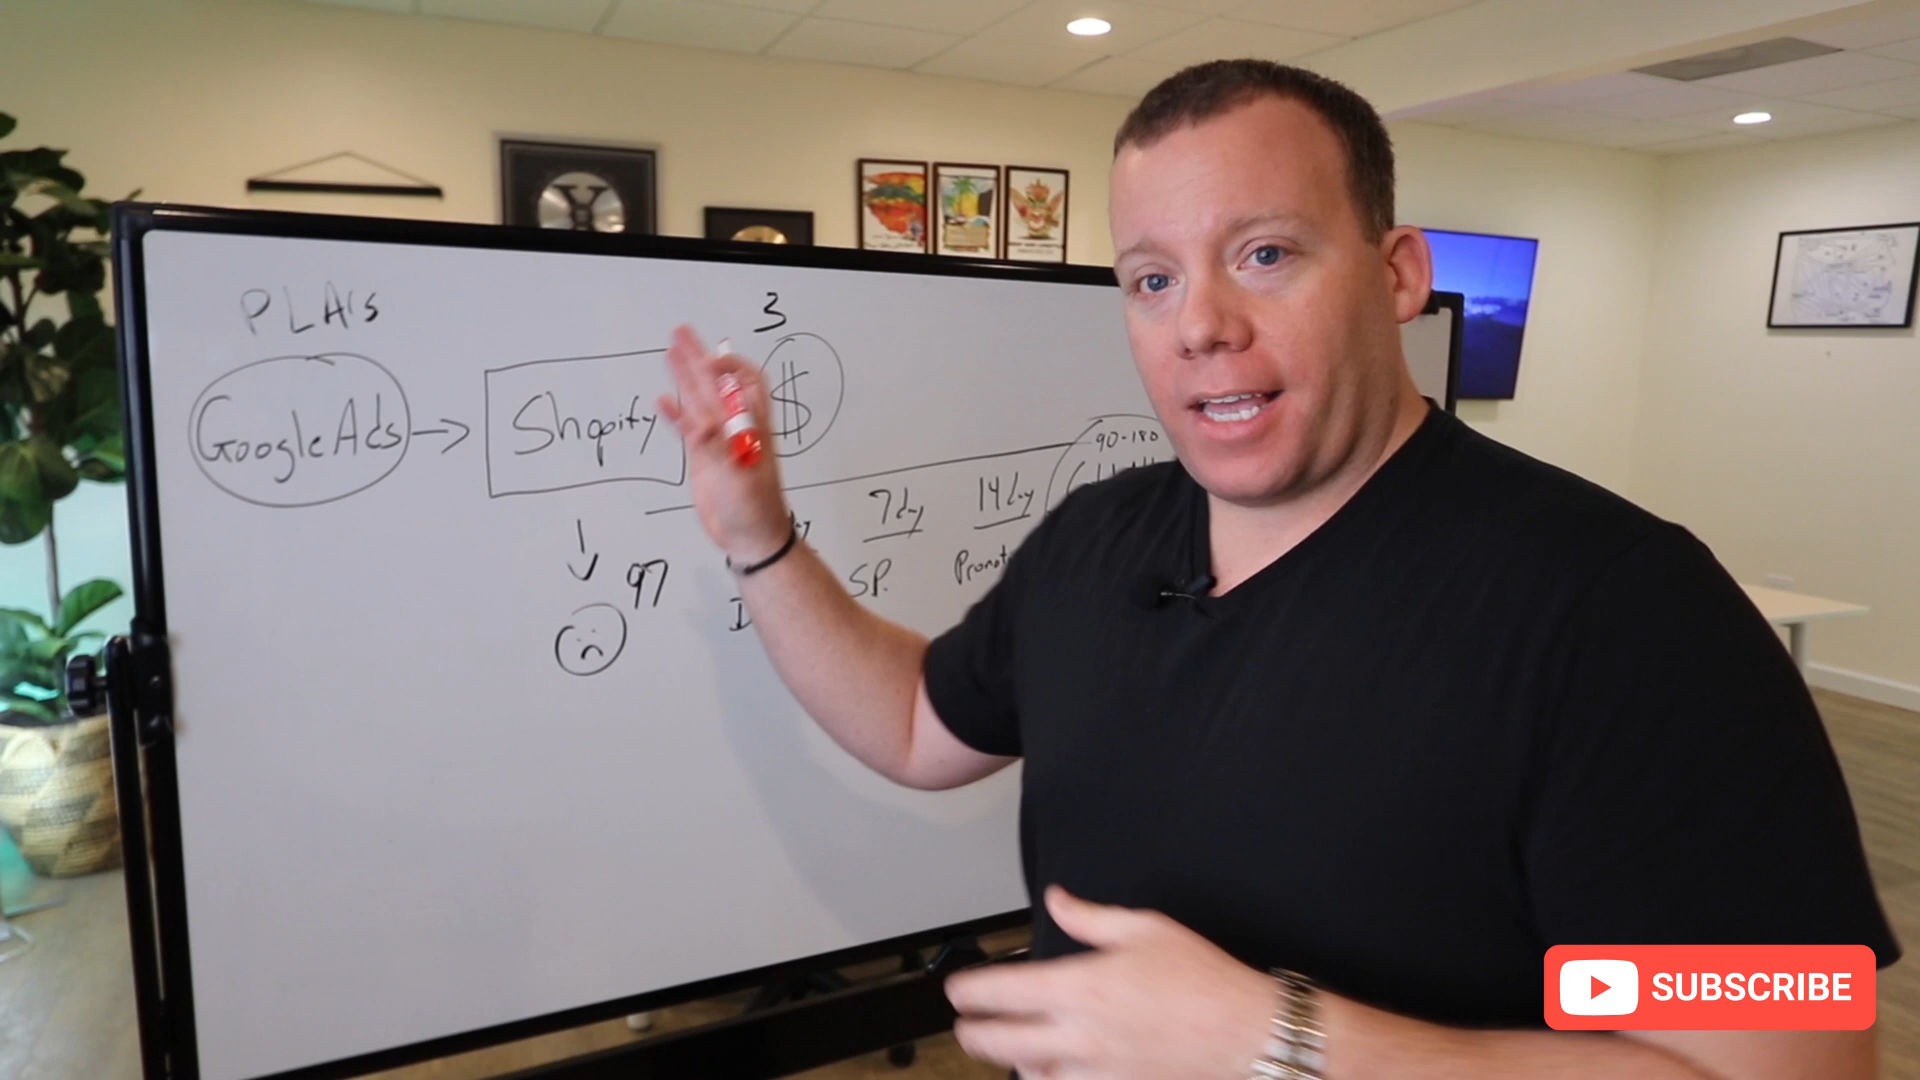 PLA's
3
Google Ads → Shopify
$
90-180
7 day
14 day
97
SP.
SUBSCRIBE